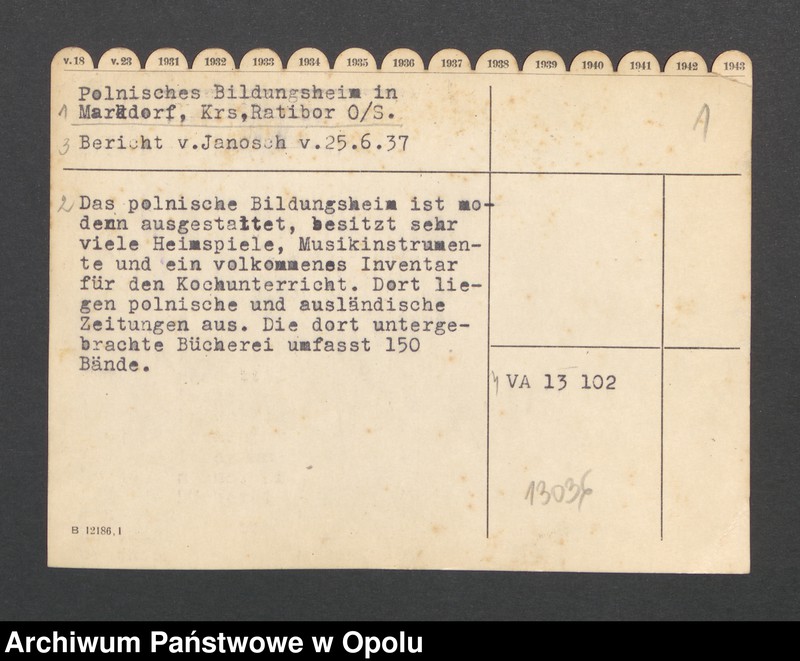 v.18 v.23 1931 1932 1933 1934 1935 1936 1937 1938 1939 1940 1941 1942 1943
Polnisches Bildungsheim in
1 Markdorf, Krs,Ratibor O/S.
A
3 Bericht v.Janosch v.25.6.37
2 Das polnische Bildungsheim ist mo-
denn ausgestattet, besitzt sehr
viele Heimspiele, Musikinstrumen-
te und ein volkommenes Inventar
für den Kochunterricht. Dort lie-
gen polnische und ausländische
Zeitungen aus. Die dort unterge-
brachte Bücherei umfasst 150
Bände.
4 VA 13 102
13036
B 12186, I
Archiwum Państwowe w Opolu